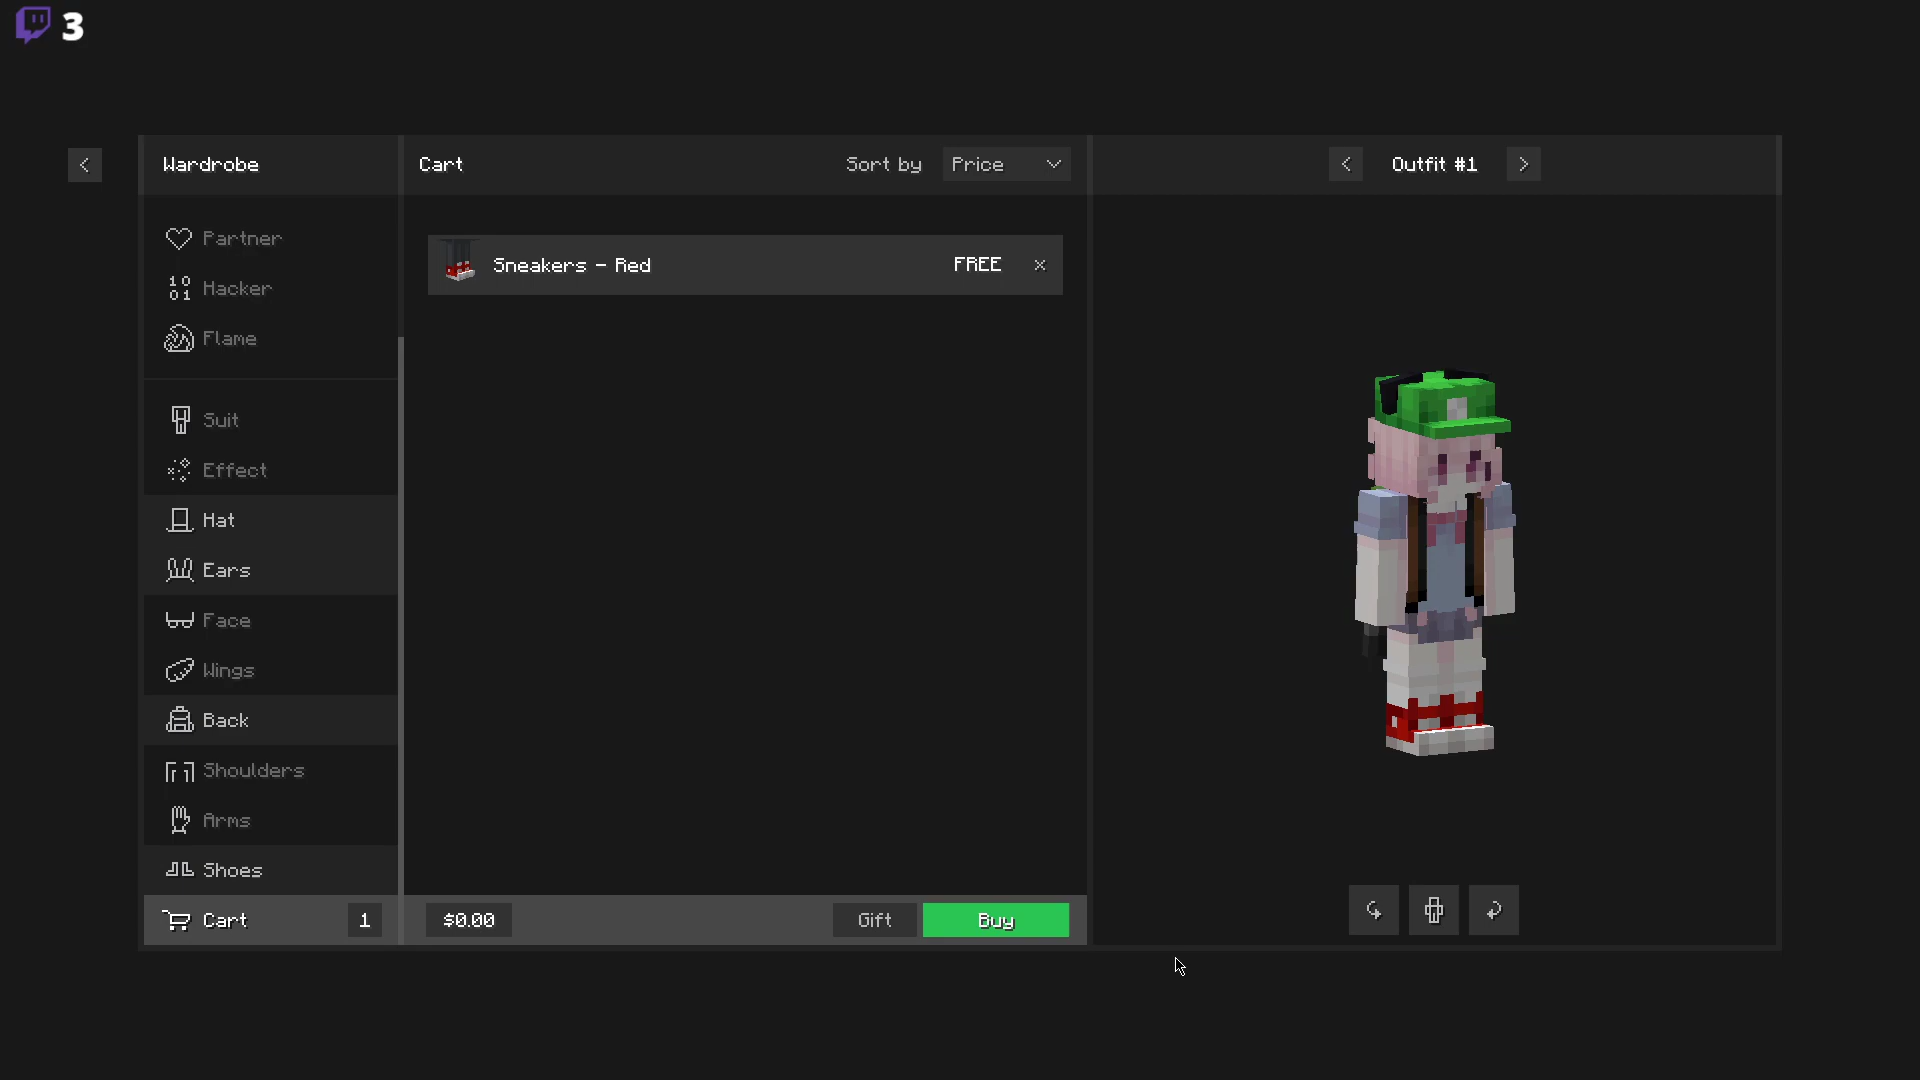 3
Wardrobe
Cart
Sort by
Price
Outfit #1
Partner
Hacker
Flame
Suit
Effect
Hat
Ears
Face
Wings
Back
Shoulders
Arms
Shoes
Cart
1
Sneakers - Red
FREE
$0.00
Gift
Buy